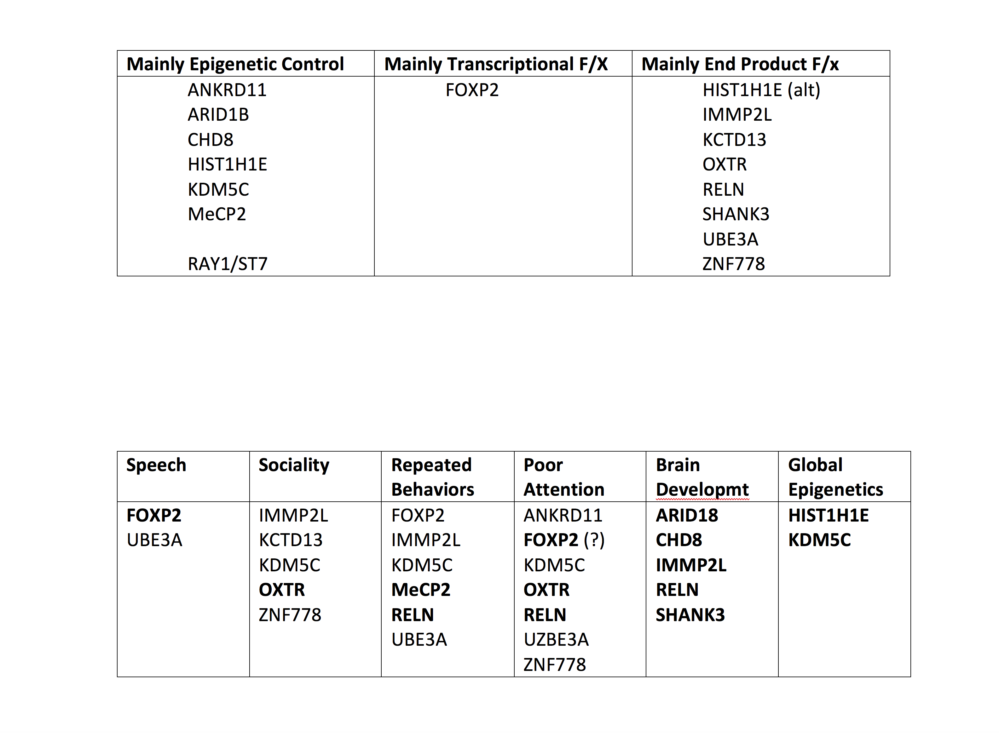 Mainly Epigenetic Control Mainly Transcriptional F/X Mainly End Product F/x
ANKRD11 FOXP2 HIST1H1E (alt)
ARID1B IMMP2L
CHD8 KCTD13
HIST1H1E OXTR
KDM5C RELN
MeCP2 SHANK3
UBE3A
RAY1/ST7 ZNF778
Speech Sociality Repeated Poor Brain Global
Behaviors Attention Developmt Epigenetics
FOXP2 IMMP2L FOXP2 ANKRD11 ARID18 HIST1H1E
UBE3A KCTD13 IMMP2L FOXP2 (?) CHD8 KDM5C
KDM5C KDM5C KDM5C IMMP2L
OXTR MeCP2 OXTR RELN
ZNF778 RELN RELN SHANK3
UBE3A UZBE3A
ZNF778